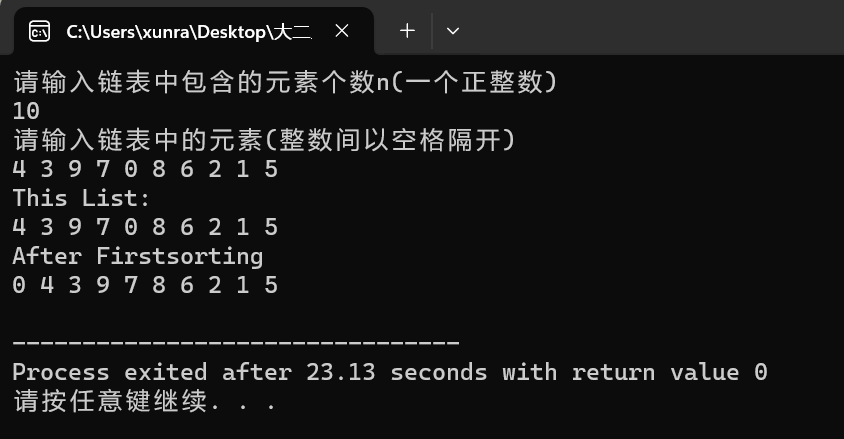 C:\Users\xunra\Desktop\大二
请输入链表中包含的元素个数n(一个正整数)
10
请输入链表中的元素(整数间以空格隔开)
4 3 9 7 0 8 6 2 1 5
This List:
4 3 9 7 0 8 6 2 1 5
After Firstsorting
0 4 3 9 7 8 6 2 1 5
--------------------------------
Process exited after 23.13 seconds with return value 0
请按任意键继续. . .